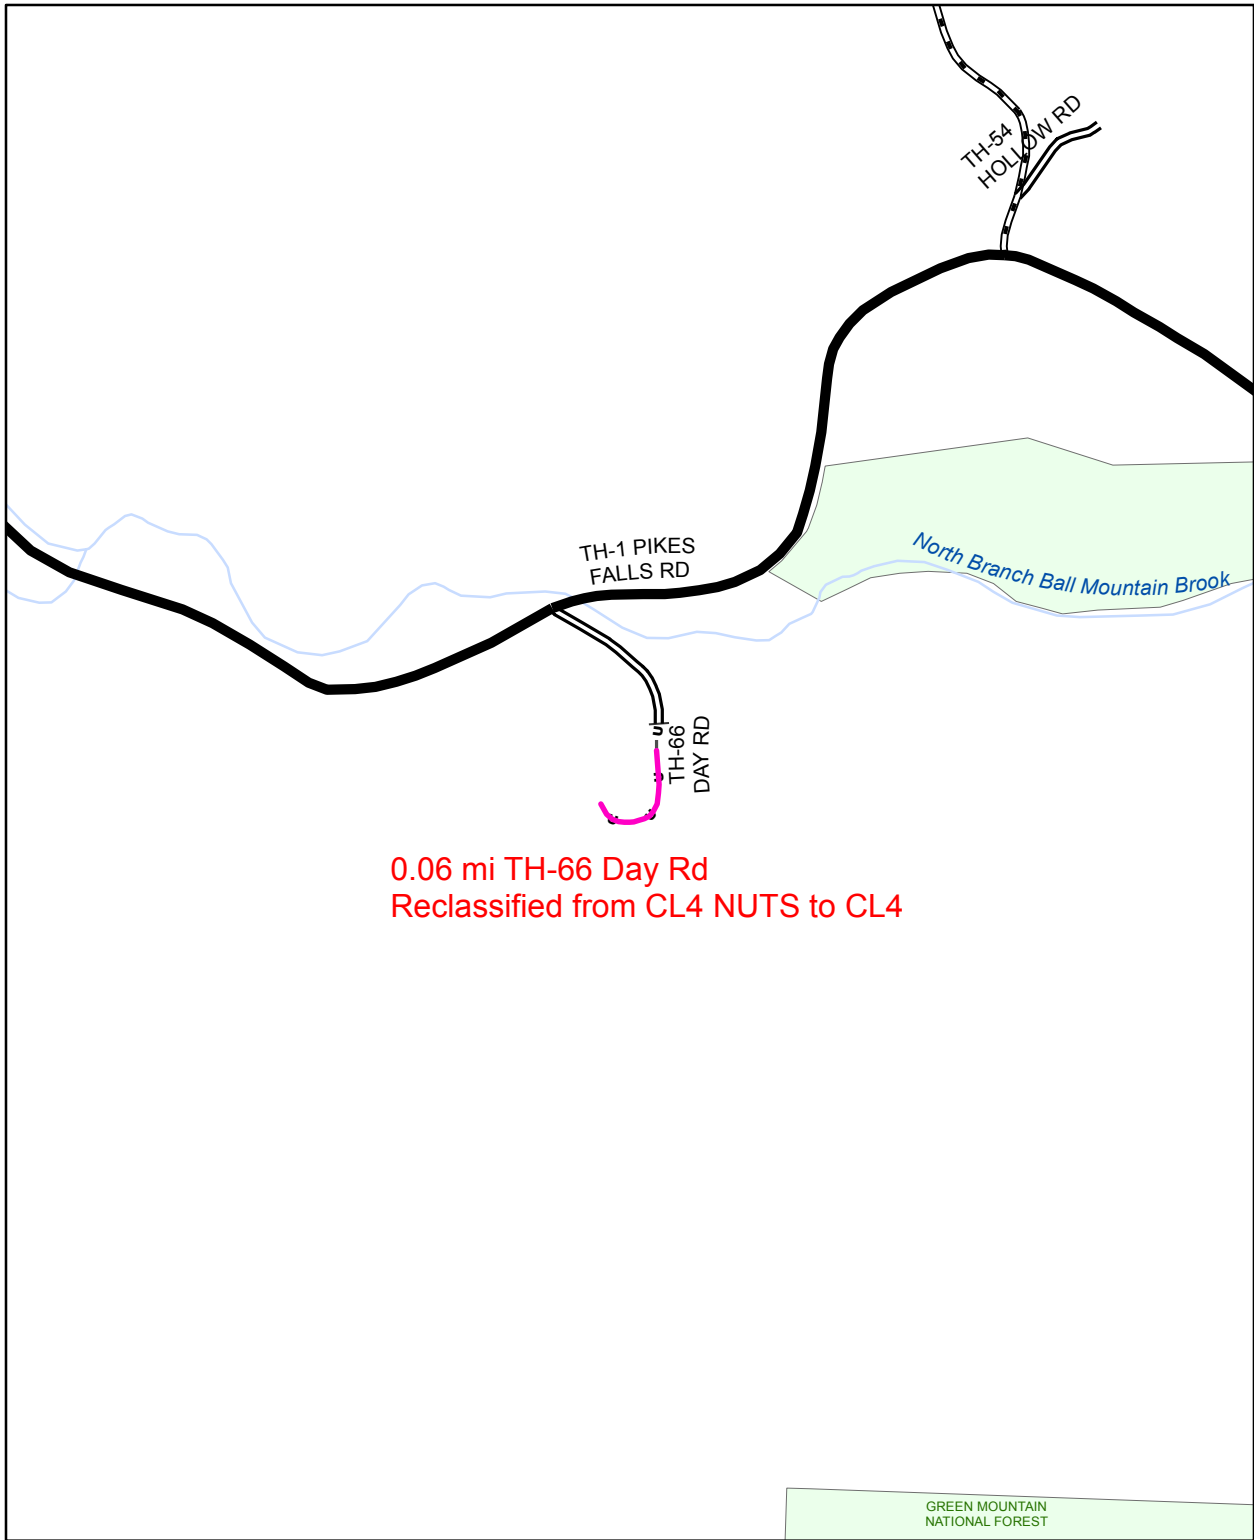 TH-54
HOLLOW RD
TH-1 PIKES
FALLS RD
North Branch Ball Mountain Brook
TH-66
DAY RD
0.06 mi TH-66 Day Rd
Reclassified from CL4 NUTS to CL4
GREEN MOUNTAIN
NATIONAL FOREST